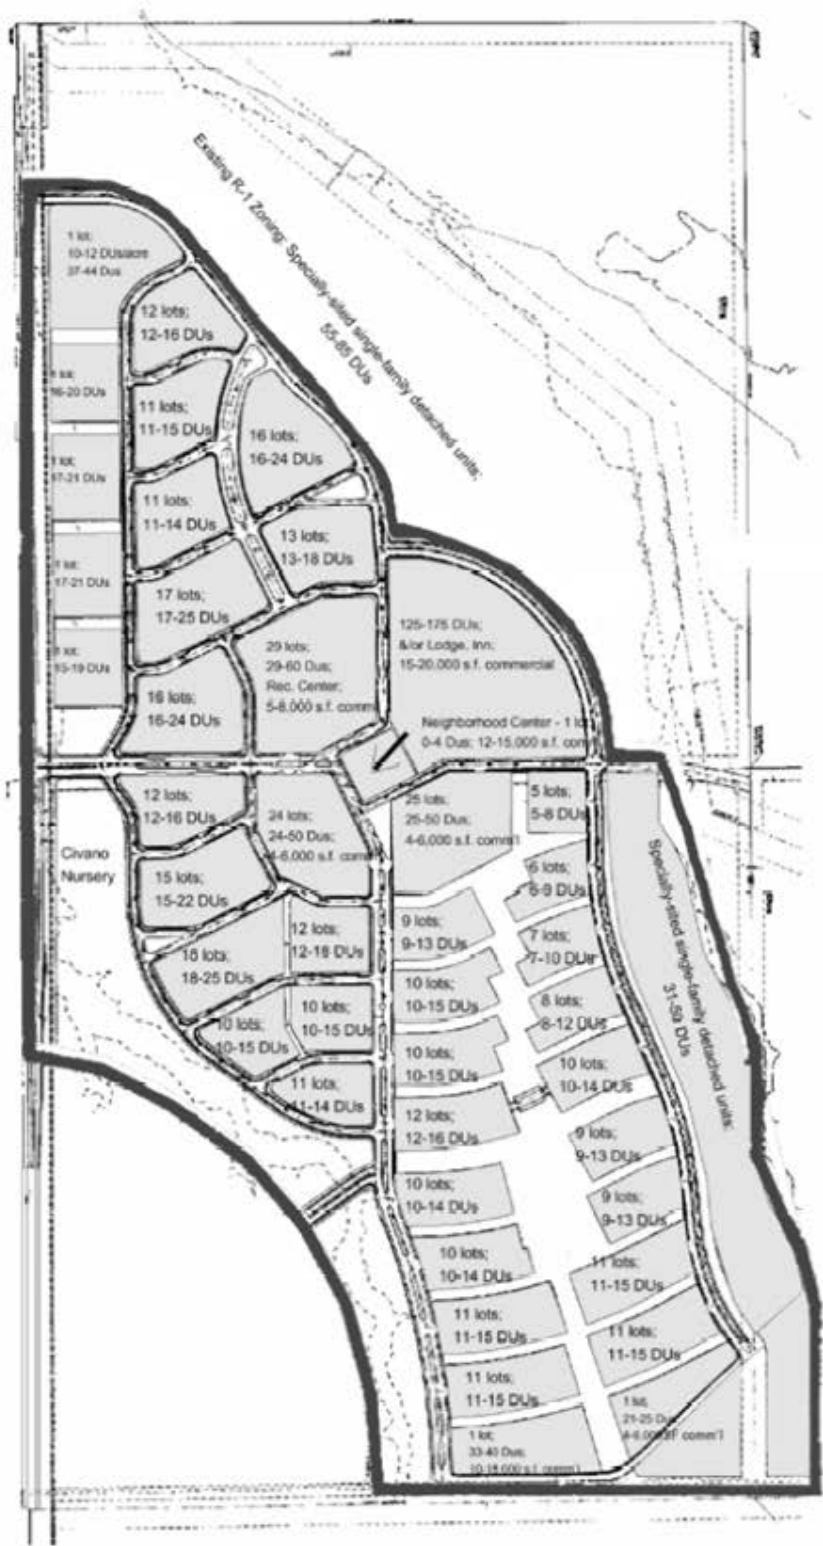 Existing R-1 Zoning: Specially-sited single-family detached units;
55-85 DUs
1 lot;
10-12 DUs/acre
37-44 Dus
12 lots;
12-16 DUs
1 lot;
16-20 DUs
11 lots;
11-15 DUs
16 lots;
16-24 DUs
1 lot;
17-21 DUs
11 lots;
11-14 DUs
13 lots;
13-18 DUs
1 lot;
17-21 DUs
17 lots;
17-25 DUs
125-175 DUs;
&/or Lodge, Inn;
15-20,000 s.f. commercial
29 lots;
29-60 Dus;
Rec. Center;
5-8,000 s.f. comm
1 lot;
15-19 DUs
16 lots;
16-24 DUs
Neighborhood Center - 1 lo
0-4 Dus; 12-15,000 s.f. com
12 lots;
12-16 DUs
24 lots;
24-50 Dus;
4-6,000 s.f. comm
25 lots;
25-50 Dus;
4-6,000 s.f. comm'l
5 lots;
5-8 DUs
Civano
Nursery
15 lots;
15-22 DUs
6 lots;
6-9 DUs
Specially-sited single-family detached units;
31-59 DUs
18 lots;
18-25 DUs
12 lots;
12-18 DUs
9 lots;
9-13 DUs
7 lots;
7-10 DUs
10 lots;
10-15 DUs
8 lots;
8-12 DUs
10 lots;
10-15 DUs
10 lots;
10-15 DUs
10 lots;
10-15 DUs
10 lots;
10-14 DUs
11 lots;
11-14 DUs
12 lots;
12-16 DUs
9 lots;
9-13 DUs
10 lots;
10-14 DUs
9 lots;
9-13 DUs
10 lots;
10-14 DUs
11 lots;
11-15 DUs
11 lots;
11-15 DUs
11 lots;
11-15 DUs
11 lots;
11-15 DUs
1 lot;
21-25 Dus
4-6,000SF comm'l
1 lot;
33-40 Dus;
s.f. comm'l